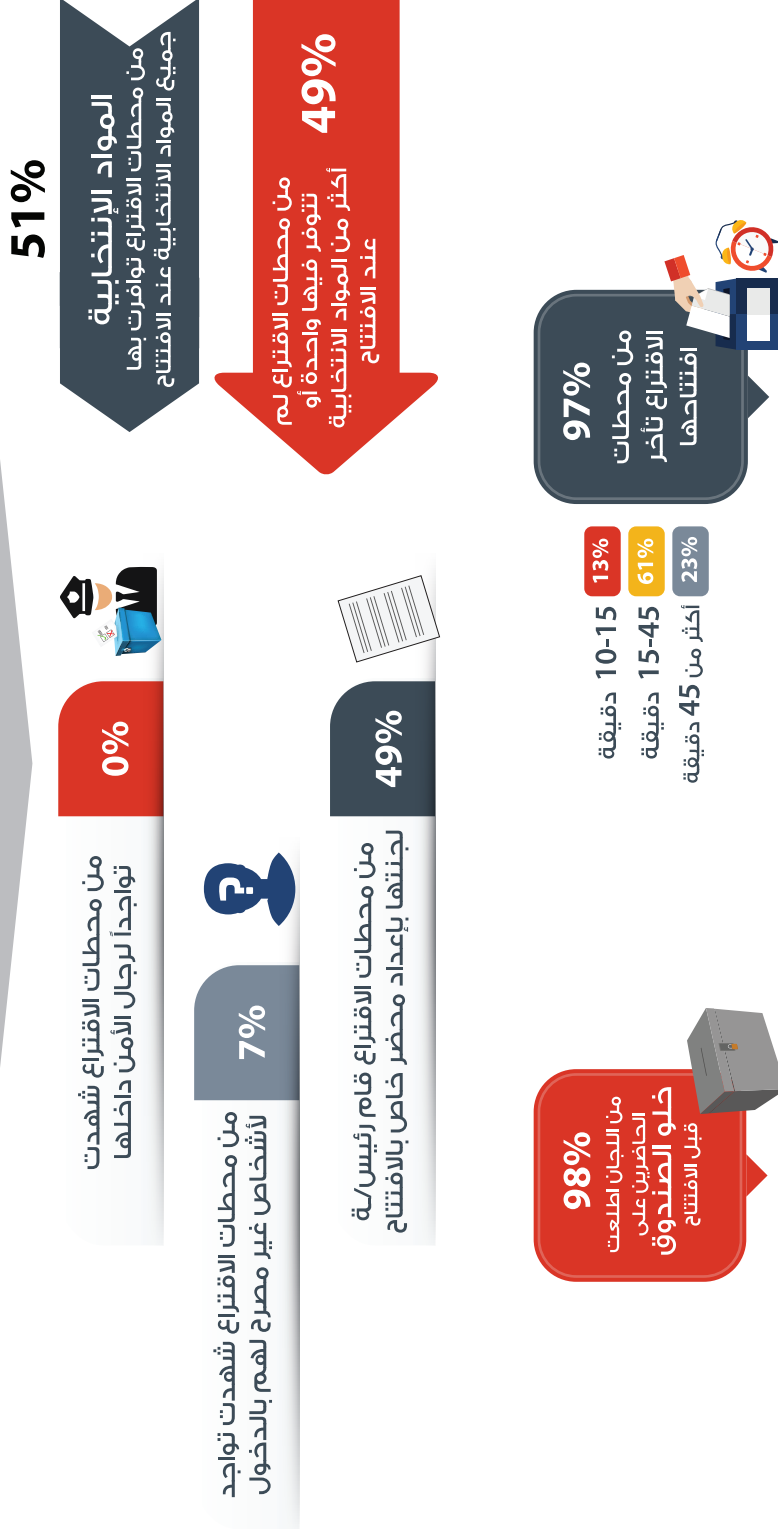 51%
المواد الإنتخابية
من محطات الاقتراع توافرت بها
جميع المواد الانتخابية عند الافتتاح
49%
من محطات الاقتراع لم
تتوفر فيها واحدة أو
أكثر من المواد الانتخابية
عند الافتتاح
0%
من محطات الاقتراع شهدت
تواجداً لرجال الأمن داخلها
7%
من محطات الاقتراع شهدت تواجد
لأشخاص غير مصرح لهم بالدخول
49%
من محطات الاقتراع قام رئيس/ـة
لجنتها بإعداد محضر خاص بالافتتاح
97%
من محطات
الاقتراع تأخر
افتتاحها
13% 10-15 دقيقة
61% 15-45 دقيقة
23% أكثر من 45 دقيقة
98%
من اللجان اطلعت
الحاضرين على
خلو الصندوق
قبل الافتتاح